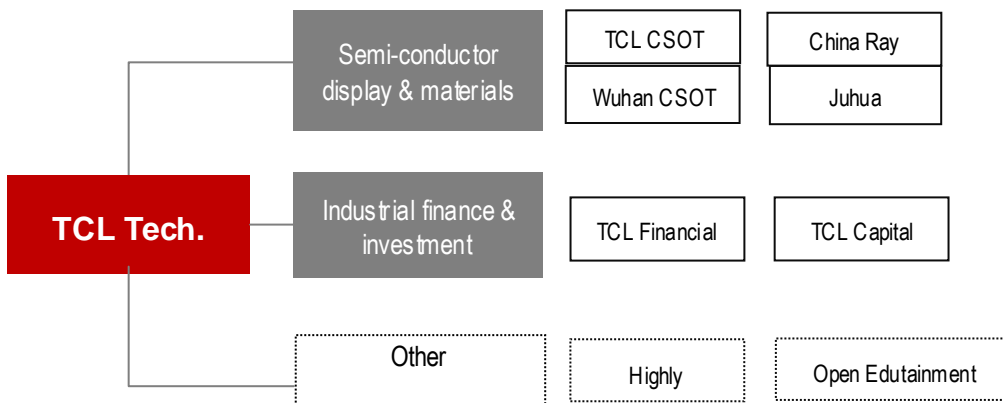 Semi-conductor
display & materials
TCL CSOT
China Ray
Wuhan CSOT
Juhua
TCL Tech.
Industrial finance &
investment
TCL Financial
TCL Capital
Other
Highly
Open Edutainment